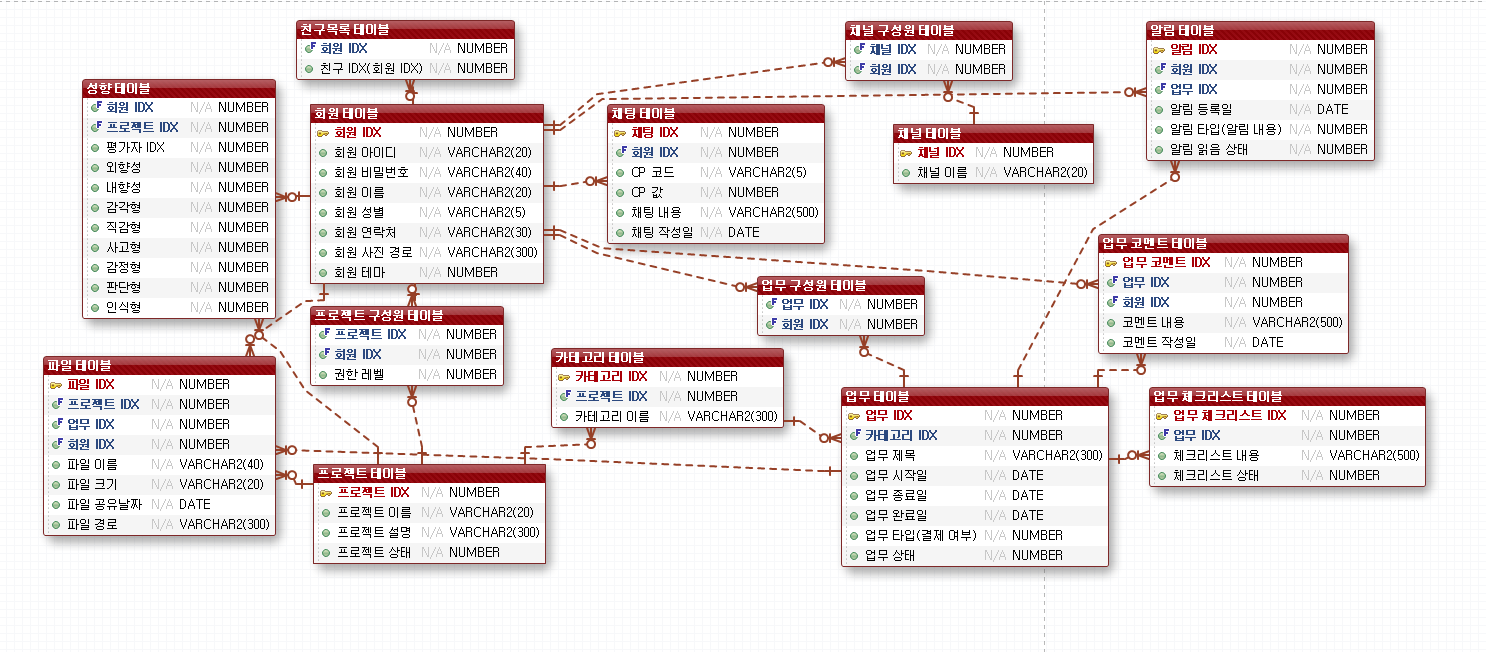 친구목록 테이블
회원 IDX N/A NUMBER
친구 IDX(회원 IDX) N/A NUMBER
채널 구성원 테이블
채널 IDX N/A NUMBER
회원 IDX N/A NUMBER
알림 테이블
알림 IDX N/A NUMBER
회원 IDX N/A NUMBER
업무 IDX N/A NUMBER
알림 등록일 N/A DATE
알림 타입(알림 내용) N/A NUMBER
알림 읽음 상태 N/A NUMBER
성향 테이블
회원 IDX N/A NUMBER
프로젝트 IDX N/A NUMBER
평가자 IDX N/A NUMBER
외향성 N/A NUMBER
내향성 N/A NUMBER
감각형 N/A NUMBER
직감형 N/A NUMBER
사고형 N/A NUMBER
감정형 N/A NUMBER
판단형 N/A NUMBER
인식형 N/A NUMBER
회원 테이블
회원 IDX N/A NUMBER
회원 아이디 N/A VARCHAR2(20)
회원 비밀번호 N/A VARCHAR2(40)
회원 이름 N/A VARCHAR2(20)
회원 성별 N/A VARCHAR2(5)
회원 연락처 N/A VARCHAR2(30)
회원 사진 경로 N/A VARCHAR2(300)
회원 테마 N/A NUMBER
채팅 테이블
채팅 IDX N/A NUMBER
회원 IDX N/A NUMBER
CP 코드 N/A VARCHAR2(5)
CP 값 N/A NUMBER
채팅 내용 N/A VARCHAR2(500)
채팅 작성일 N/A DATE
채널 테이블
채널 IDX N/A NUMBER
채널 이름 N/A VARCHAR2(20)
업무 코멘트 테이블
업무 코멘트 IDX N/A NUMBER
업무 IDX N/A NUMBER
회원 IDX N/A NUMBER
코멘트 내용 N/A VARCHAR2(500)
코멘트 작성일 N/A DATE
업무 구성원 테이블
업무 IDX N/A NUMBER
회원 IDX N/A NUMBER
프로젝트 구성원 테이블
프로젝트 IDX N/A NUMBER
회원 IDX N/A NUMBER
권한 레벨 N/A NUMBER
카테고리 테이블
카테고리 IDX N/A NUMBER
프로젝트 IDX N/A NUMBER
카테고리 이름 N/A VARCHAR2(300)
파일 테이블
파일 IDX N/A NUMBER
프로젝트 IDX N/A NUMBER
업무 IDX N/A NUMBER
회원 IDX N/A NUMBER
파일 이름 N/A VARCHAR2(40)
파일 크기 N/A VARCHAR2(20)
파일 공유날짜 N/A DATE
파일 경로 N/A VARCHAR2(300)
업무 테이블
업무 IDX N/A NUMBER
카테고리 IDX N/A NUMBER
업무 제목 N/A VARCHAR2(300)
업무 시작일 N/A DATE
업무 종료일 N/A DATE
업무 완료일 N/A DATE
업무 타입(결제 여부) N/A NUMBER
업무 상태 N/A NUMBER
업무 체크리스트 테이블
업무 체크리스트 IDX N/A NUMBER
업무 IDX N/A NUMBER
체크리스트 내용 N/A VARCHAR2(500)
체크리스트 상태 N/A NUMBER
프로젝트 테이블
프로젝트 IDX N/A NUMBER
프로젝트 이름 N/A VARCHAR2(20)
프로젝트 설명 N/A VARCHAR2(300)
프로젝트 상태 N/A NUMBER